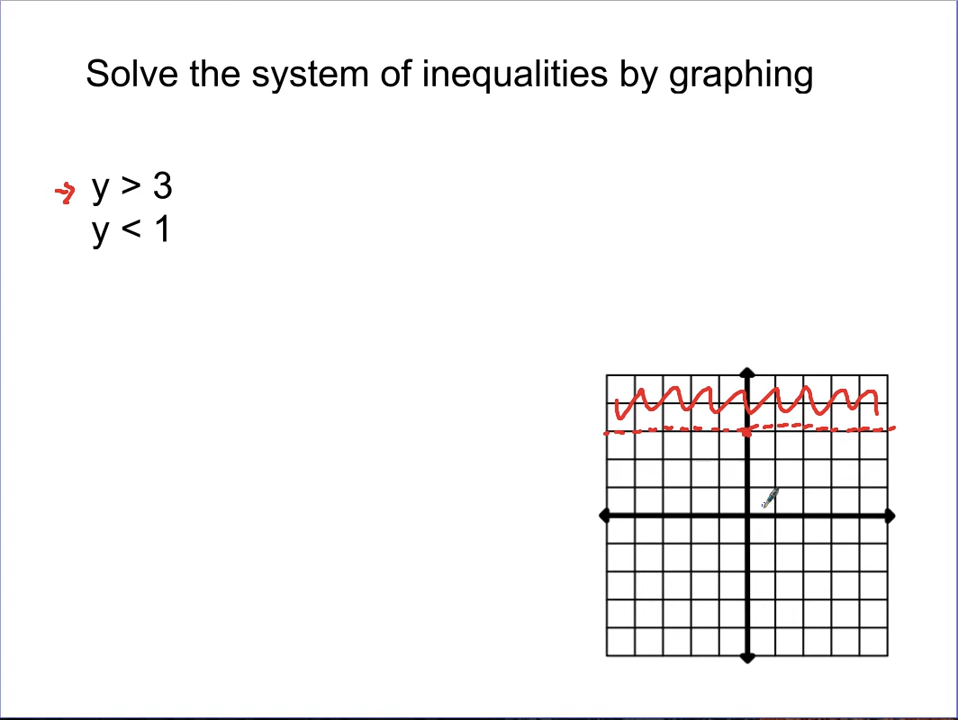 Solve the system of inequalities by graphing
y > 3
y < 1